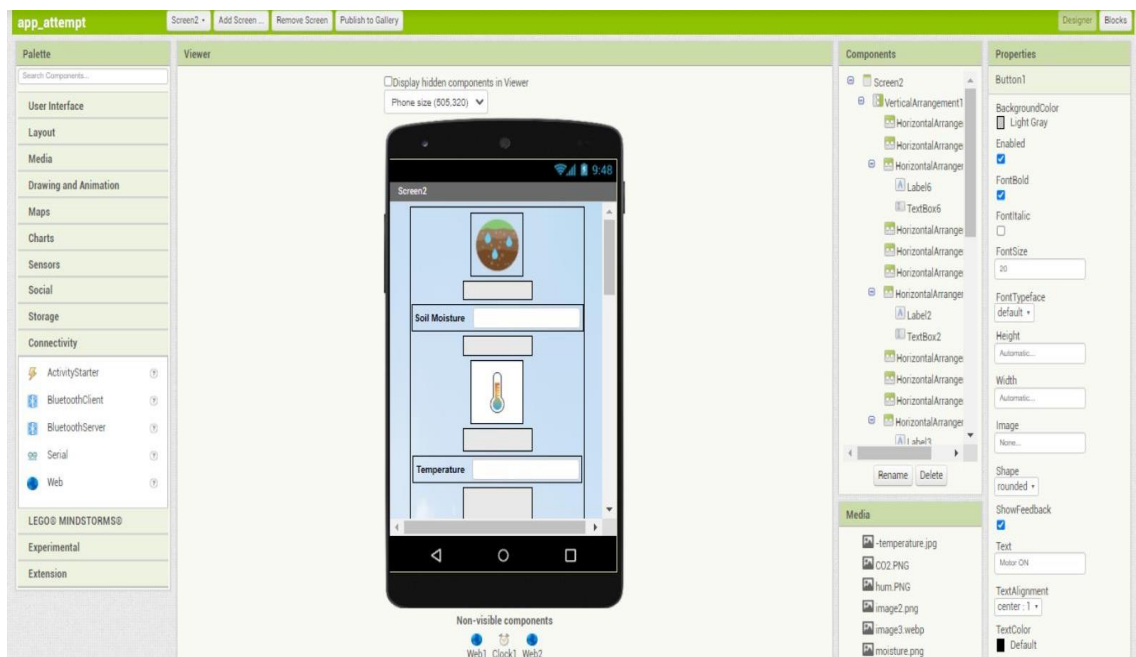 app_attempt
Screen2
Add Screen ...
Remove Screen
Publish to Gallery
Designer
Blocks
Palette
Search Components...
User Interface
Layout
Media
Drawing and Animation
Maps
Charts
Sensors
Social
Storage
Connectivity
ActivityStarter
BluetoothClient
BluetoothServer
Serial
Web
LEGO® MINDSTORMS®
Experimental
Extension
Viewer
Display hidden components in Viewer
Phone size (505,320)
9:48
Screen2
Soil Moisture
Temperature
Non-visible components
Web1 Clock1 Web2
Components
Screen2
VerticalArrangement1
HorizontalArrange
HorizontalArrange
HorizontalArranger
Label6
TextBox6
HorizontalArrange
HorizontalArrange
HorizontalArrange
HorizontalArranger
Label2
TextBox2
HorizontalArrange
HorizontalArrange
HorizontalArrange
HorizontalArranger
Label3
Rename
Delete
Media
-temperature.jpg
CO2.PNG
hum.PNG
image2.png
image3.webp
moisture.png
Properties
Button1
BackgroundColor
Light Gray
Enabled
FontBold
FontItalic
FontSize
20
FontTypeface
default
Height
Automatic...
Width
Automatic...
Image
None...
Shape
rounded
ShowFeedback
Text
Motor ON
TextAlignment
center : 1
TextColor
Default